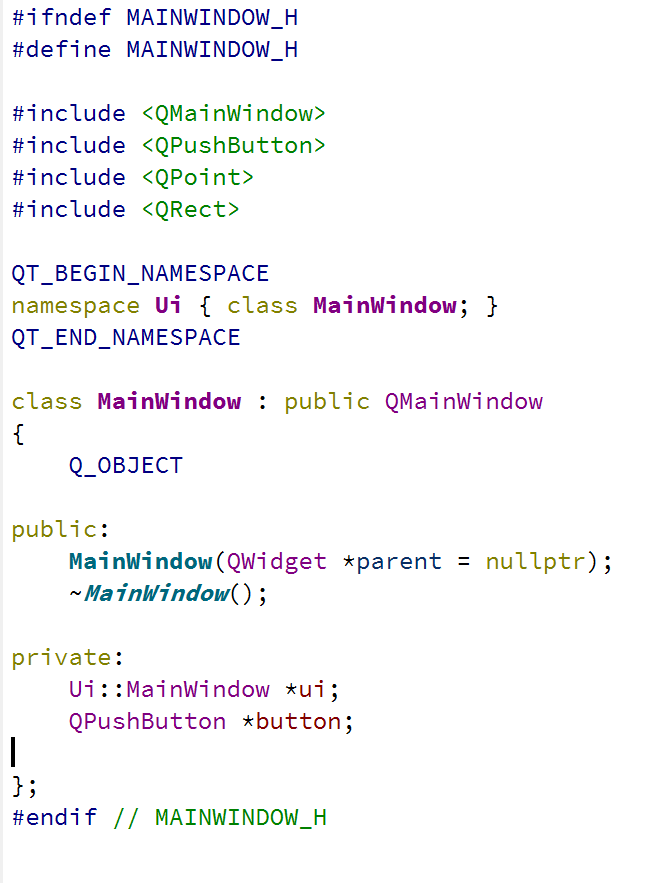 #ifndef MAINWINDOW_H
#define MAINWINDOW_H
#include <QMainWindow>
#include <QPushButton>
#include <QPoint>
#include <QRect>
QT_BEGIN_NAMESPACE
namespace Ui { class MainWindow; }
QT_END_NAMESPACE
class MainWindow : public QMainWindow
{
    Q_OBJECT
public:
    MainWindow(QWidget *parent = nullptr);
    ~MainWindow();
private:
    Ui::MainWindow *ui;
    QPushButton *button;
};
#endif // MAINWINDOW_H